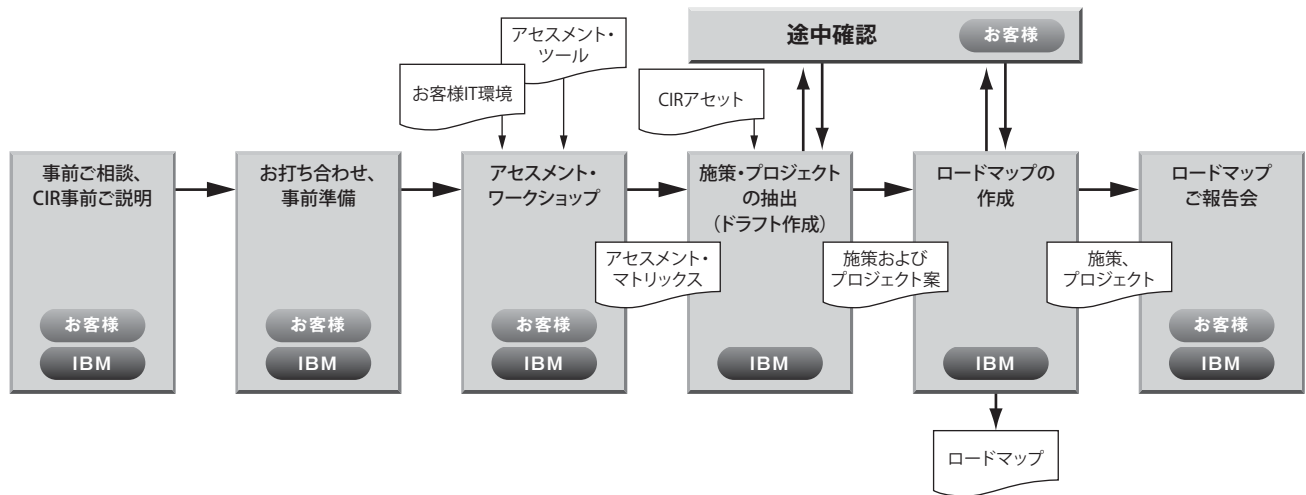 途中確認
お客様
アセスメント・
ツール
お客様IT環境
CIRアセット
事前ご相談、
CIR事前ご説明
お客様
IBM
お打ち合わせ、
事前準備
お客様
IBM
アセスメント・
ワークショップ
お客様
IBM
アセスメント・
マトリックス
施策・プロジェクト
の抽出
（ドラフト作成）
IBM
施策および
プロジェクト案
ロードマップの
作成
IBM
施策、
プロジェクト
ロードマップ
ご報告会
お客様
IBM
ロードマップ